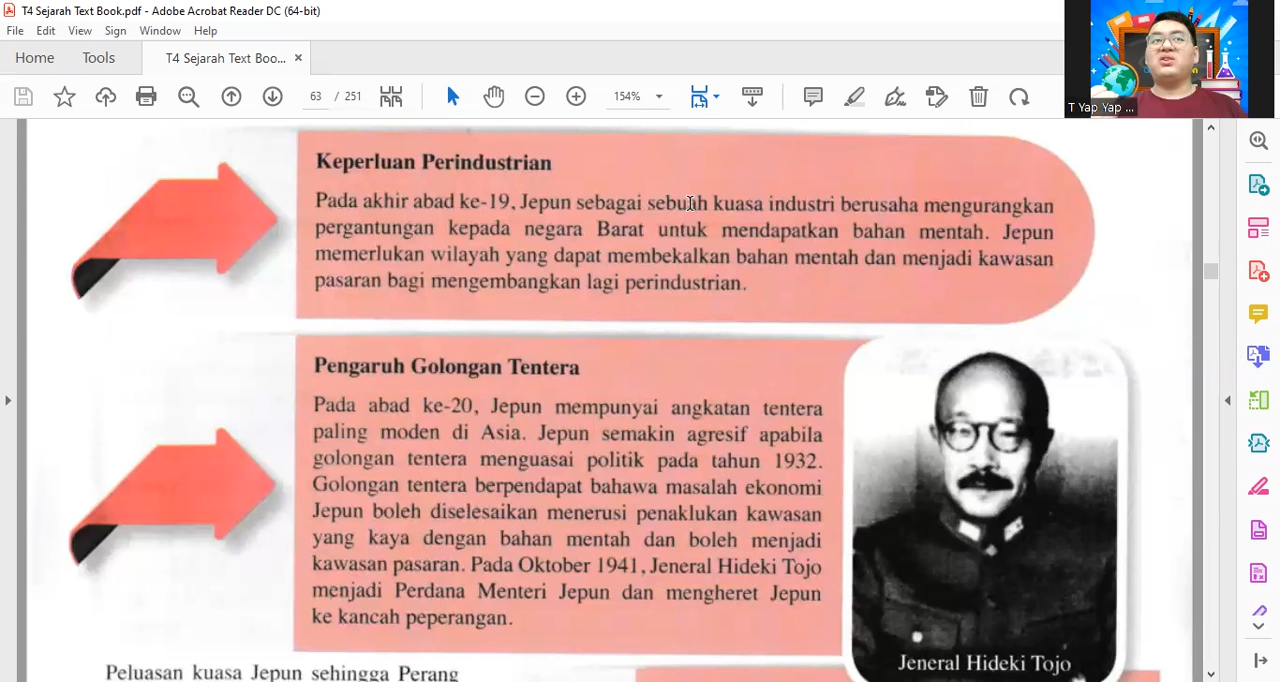 T4 Sejarah Text Book.pdf - Adobe Acrobat Reader DC (64-bit)
File Edit View Sign Window Help
Home Tools T4 Sejarah Text Boo... ×
63 / 251 154%
T Yap Yap ...
Keperluan Perindustrian
Pada akhir abad ke-19, Jepun sebagai sebuah kuasa industri berusaha mengurangkan
pergantungan kepada negara Barat untuk mendapatkan bahan mentah. Jepun
memerlukan wilayah yang dapat membekalkan bahan mentah dan menjadi kawasan
pasaran bagi mengembangkan lagi perindustrian.
Pengaruh Golongan Tentera
Pada abad ke-20, Jepun mempunyai angkatan tentera
paling moden di Asia. Jepun semakin agresif apabila
golongan tentera menguasai politik pada tahun 1932.
Golongan tentera berpendapat bahawa masalah ekonomi
Jepun boleh diselesaikan menerusi penaklukan kawasan
yang kaya dengan bahan mentah dan boleh menjadi
kawasan pasaran. Pada Oktober 1941, Jeneral Hideki Tojo
menjadi Perdana Menteri Jepun dan mengheret Jepun
ke kancah peperangan.
Jeneral Hideki Tojo
Peluasan kuasa Jepun sehingga Perang